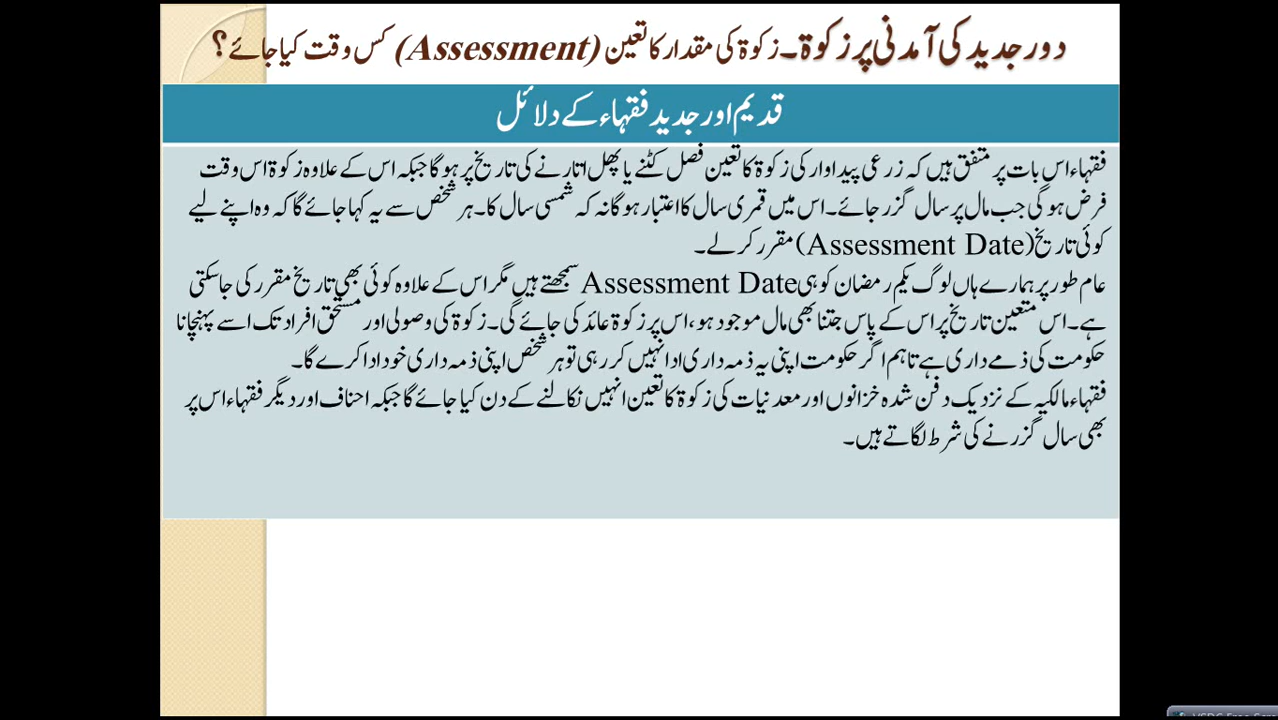 دور جدید کی آمدنی پر زکوۃ۔ زکوۃ کی مقدار کا تعین (Assessment) کس وقت کیا جائے؟
قدیم اور جدید فقہاء کے دلائل
فقہاء اس بات پر متفق ہیں کہ زرعی پیداوار کی زکوۃ کا تعین فصل کٹنے یا پھل اتارنے کی تاریخ پر ہو گا جبکہ اس کے علاوہ زکوۃ اس وقت
فرض ہو گی جب مال پر سال گزر جائے۔ اس میں قمری سال کا اعتبار ہو گا نہ کہ شمسی سال کا۔ ہر شخص سے یہ کہا جائے گا کہ وہ اپنے لیے
کوئی تاریخ (Assessment Date) مقرر کر لے۔
عام طور پر ہمارے ہاں لوگ یکم رمضان کو ہی Assessment Date سمجھتے ہیں مگر اس کے علاوہ کوئی بھی تاریخ مقرر کی جا سکتی
ہے۔ اس متعین تاریخ پر اس کے پاس جتنا بھی مال موجود ہو، اس پر زکوۃ عائد کی جائے گی۔ زکوۃ کی وصولی اور مستحق افراد تک اسے پہنچانا
حکومت کی ذمے داری ہے تاہم اگر حکومت اپنی یہ ذمہ داری ادا نہیں کر رہی تو ہر شخص اپنی ذمہ داری خود ادا کرے گا۔
فقہاء مالکیہ کے نزدیک دفن شدہ خزانوں اور معدنیات کی زکوۃ کا تعین انہیں نکالنے کے دن کیا جائے گا جبکہ احناف اور دیگر فقہاء اس پر
بھی سال گزرنے کی شرط لگاتے ہیں۔